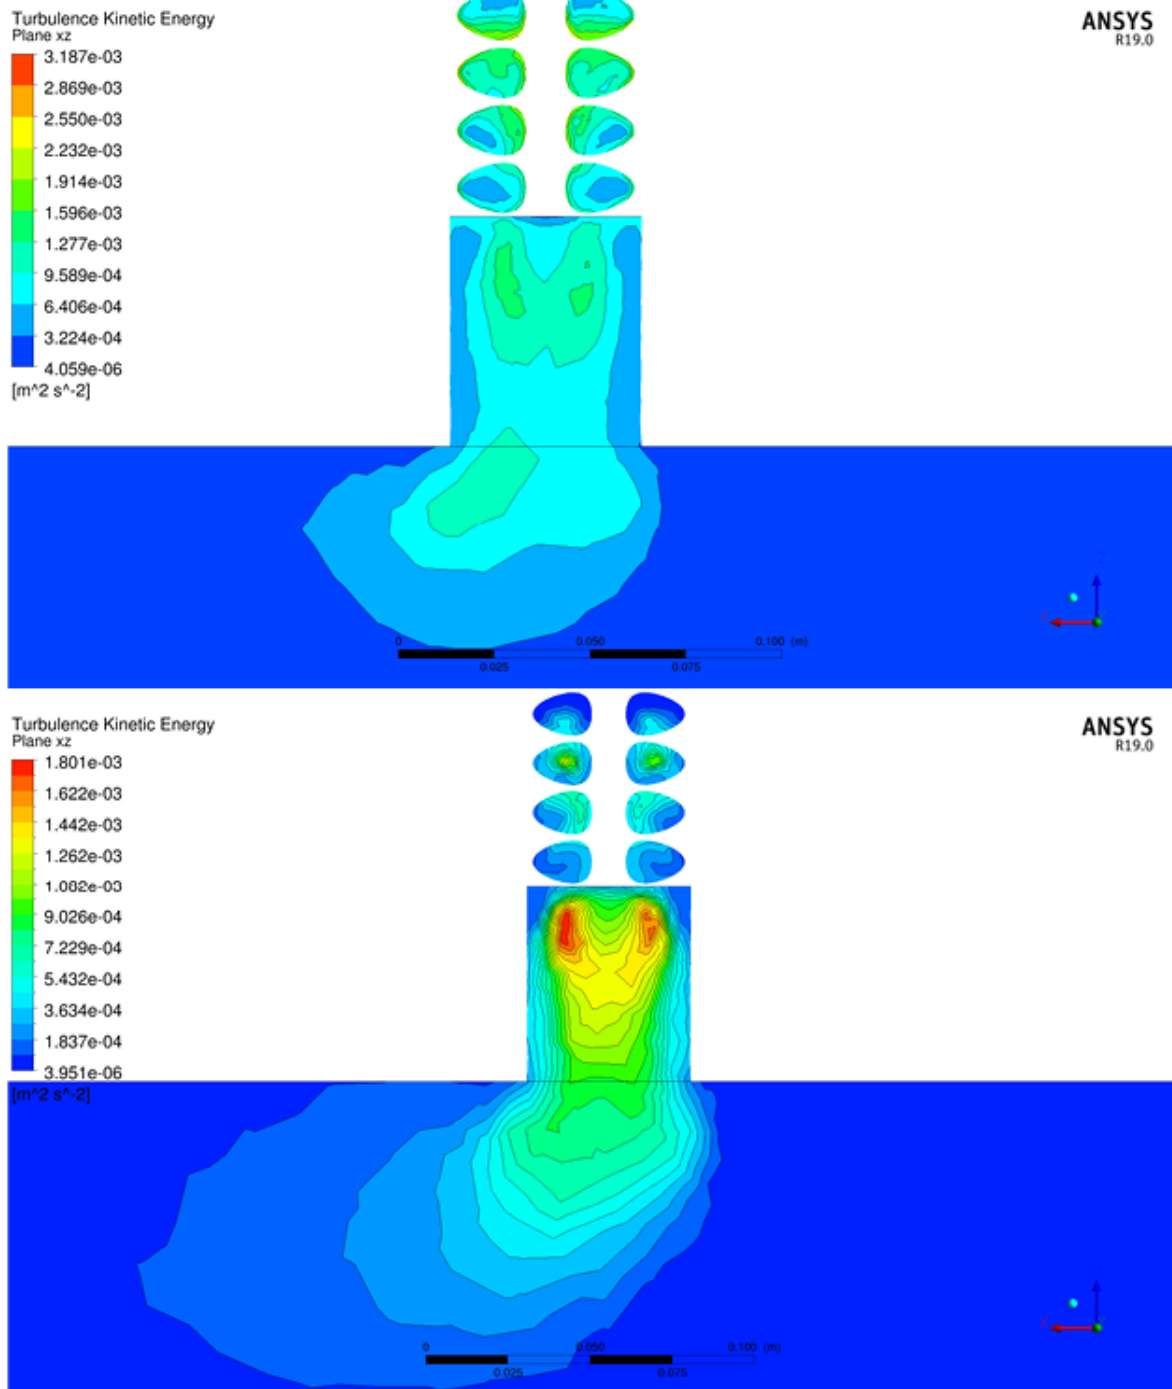 Turbulence Kinetic Energy
Plane xz
ANSYS
R19.0
3.187e-03
2.869e-03
2.550e-03
2.232e-03
1.914e-03
1.596e-03
1.277e-03
9.589e-04
6.406e-04
3.224e-04
4.059e-06
[m^2 s^-2]
Z
X
0 0.050 0.100 (m)
0.025 0.075
Turbulence Kinetic Energy
Plane xz
ANSYS
R19.0
1.801e-03
1.622e-03
1.442e-03
1.262e-03
1.082e-03
9.026e-04
7.229e-04
5.432e-04
3.634e-04
1.837e-04
3.951e-06
[m^2 s^-2]
X
0 0.050 0.100 (m)
0.025 0.075